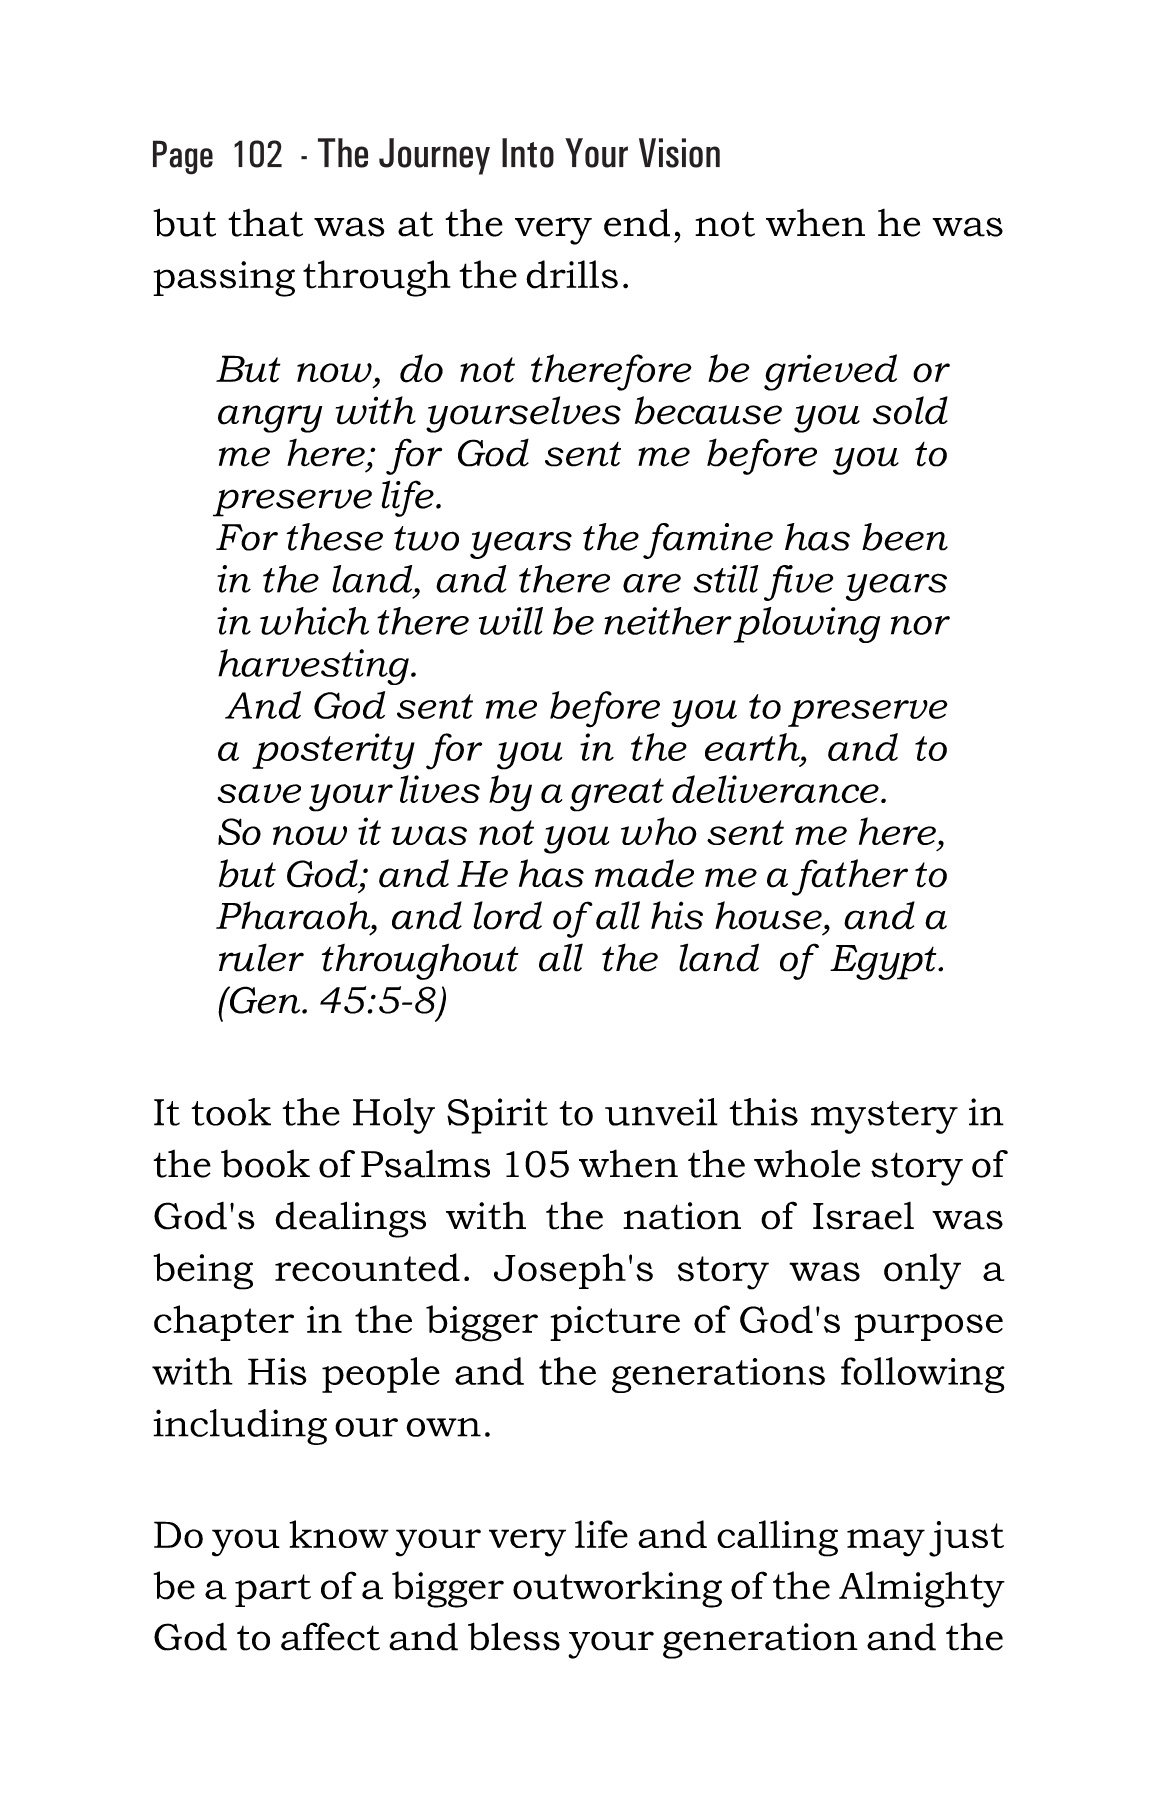 Page 102 - The Journey Into Your Vision
but that was at the very end, not when he was
passing through the drills.
But now, do not therefore be grieved or
angry with yourselves because you sold
me here; for God sent me before you to
preserve life.
For these two years the famine has been
in the land, and there are still five years
in which there will be neither plowing nor
harvesting.
And God sent me before you to preserve
a posterity for you in the earth, and to
save your lives by a great deliverance.
So now it was not you who sent me here,
but God; and He has made me a father to
Pharaoh, and lord of all his house, and a
ruler throughout all the land of Egypt.
(Gen. 45:5-8)
It took the Holy Spirit to unveil this mystery in
the book of Psalms 105 when the whole story of
God's dealings with the nation of Israel was
being recounted. Joseph's story was only a
chapter in the bigger picture of God's purpose
with His people and the generations following
including our own.
Do you know your very life and calling may just
be a part of a bigger outworking of the Almighty
God to affect and bless your generation and the